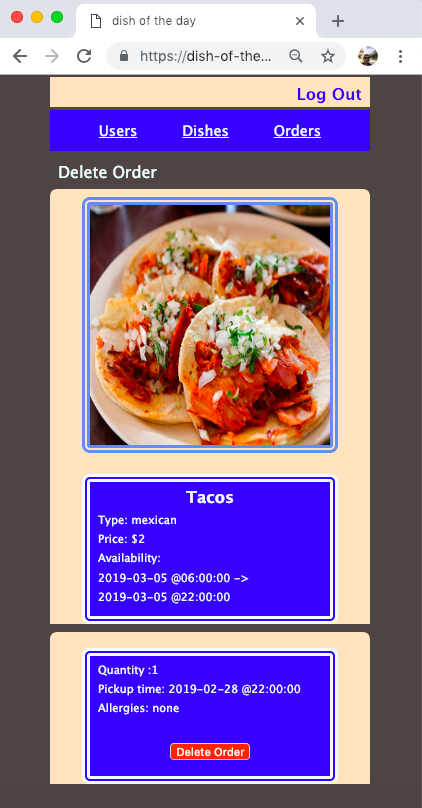 dish of the day
https://dish-of-the...
Log Out
Users Dishes Orders
Delete Order
Tacos
Type: mexican
Price: $2
Availability:
2019-03-05 @06:00:00 ->
2019-03-05 @22:00:00
Quantity :1
Pickup time: 2019-02-28 @22:00:00
Allergies: none
Delete Order